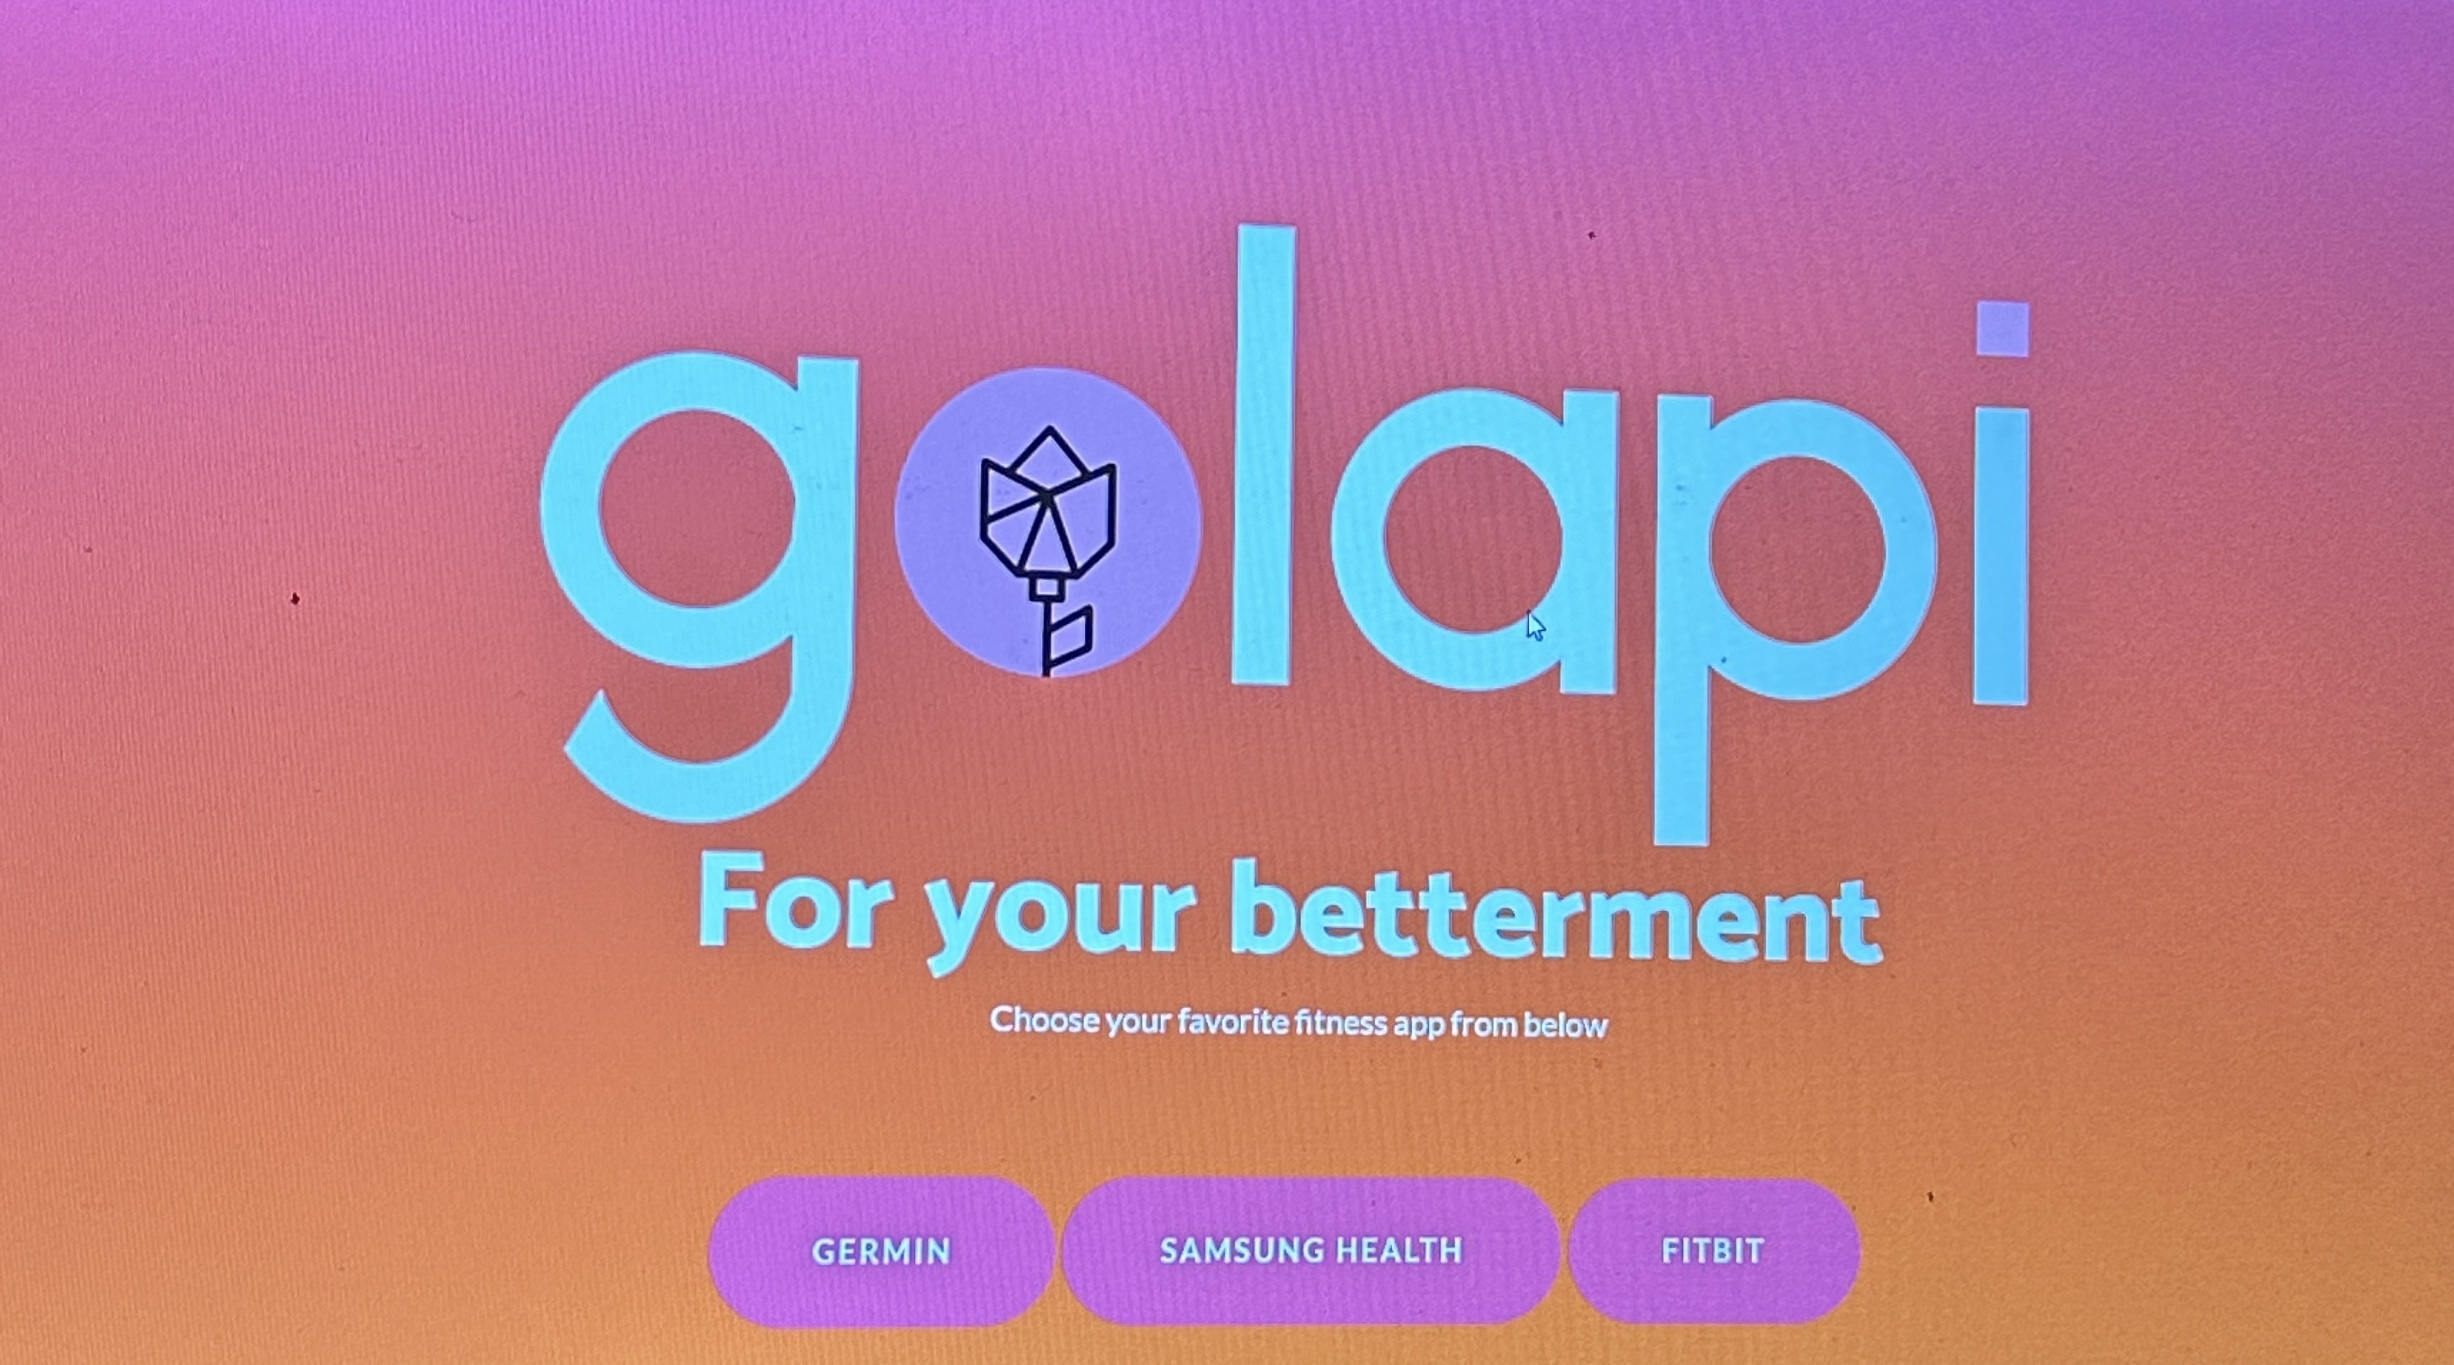 golapi
For your betterment
Choose your favorite fitness app from below
GERMIN SAMSUNG HEALTH FITBIT